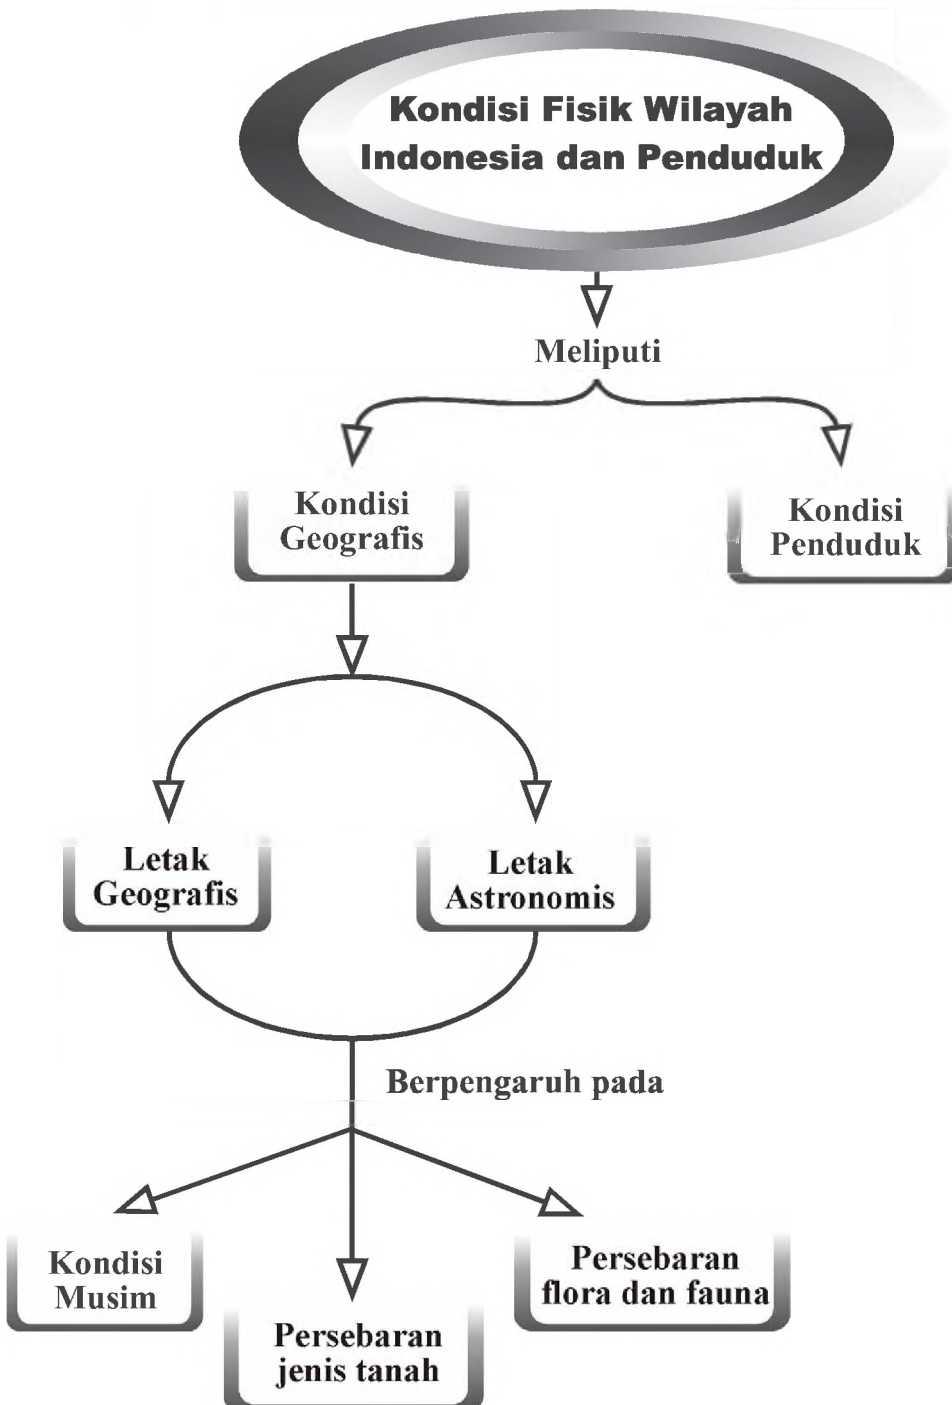 Kondisi Fisik Wilayah
Indonesia dan Penduduk
Meliputi
Kondisi
Geografis
Kondisi
Penduduk
Letak
Geografis
Letak
Astronomis
Berpengaruh pada
Kondisi
Musim
Persebaran
jenis tanah
Persebaran
flora dan fauna